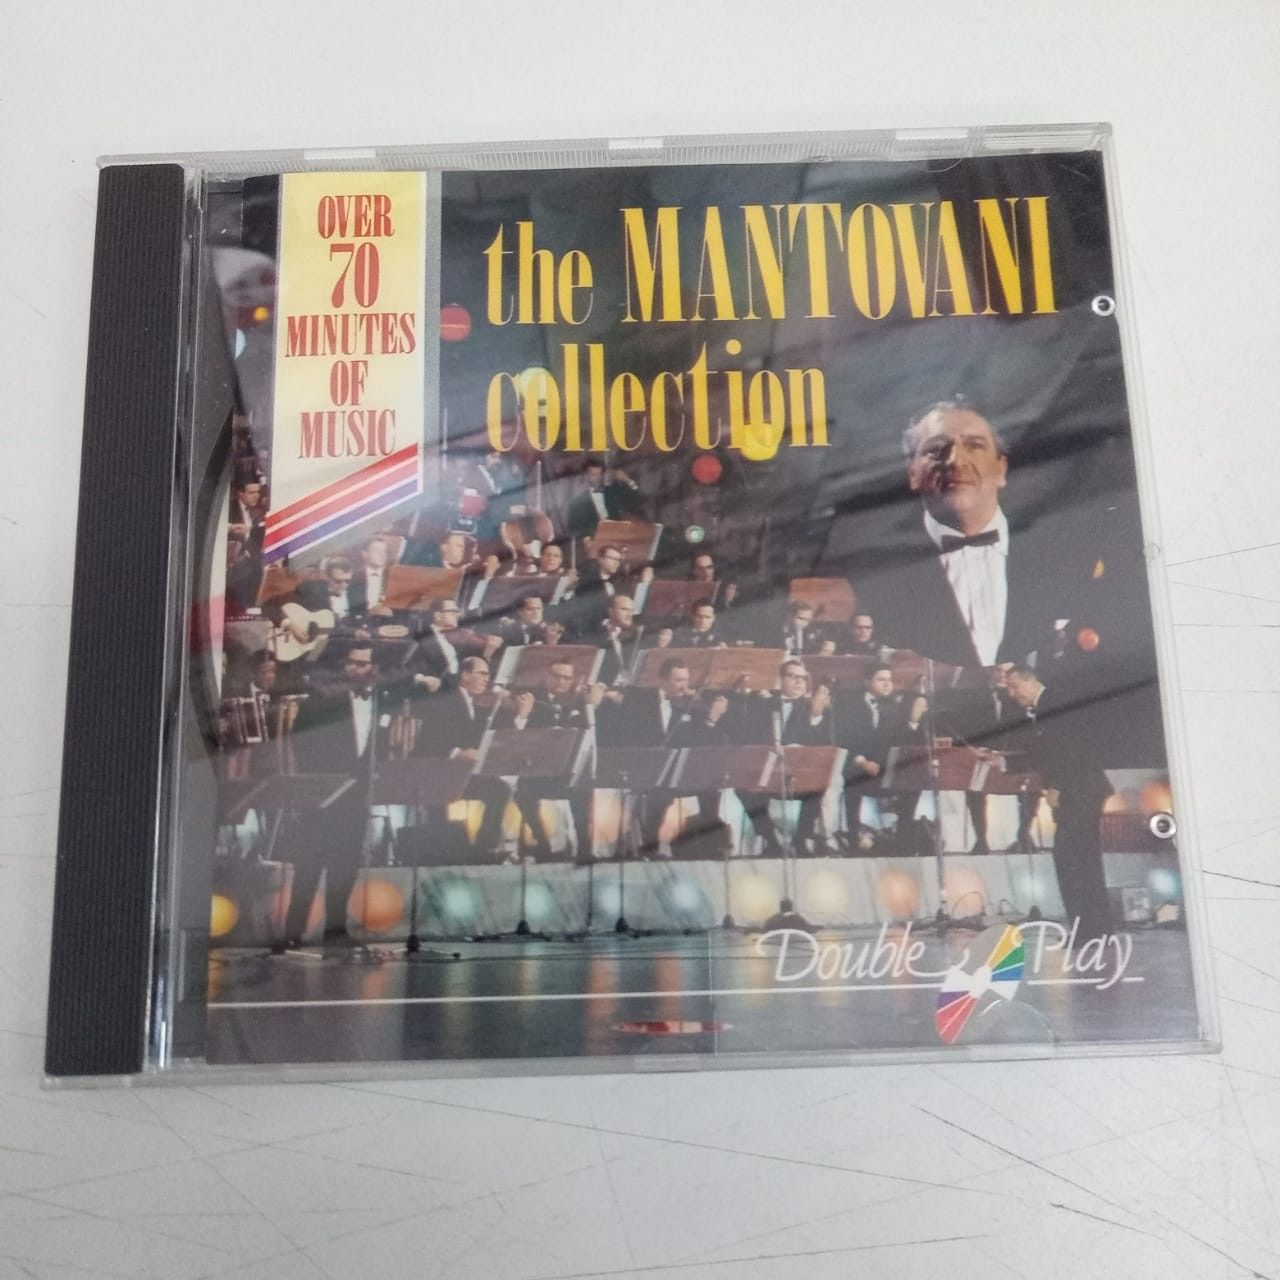 OVER
70
MINUTES
OF
MUSIC
the MANTOVANI
collection
Double Play